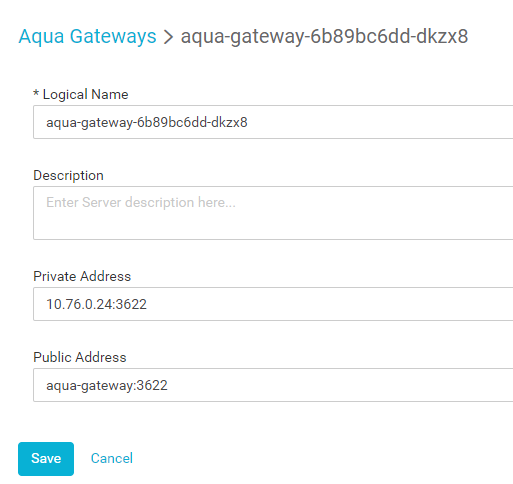 Aqua Gateways > aqua-gateway-6b89bc6dd-dkzx8
* Logical Name
aqua-gateway-6b89bc6dd-dkzx8
Description
Enter Server description here...
Private Address
10.76.0.24:3622
Public Address
aqua-gateway:3622
Save Cancel